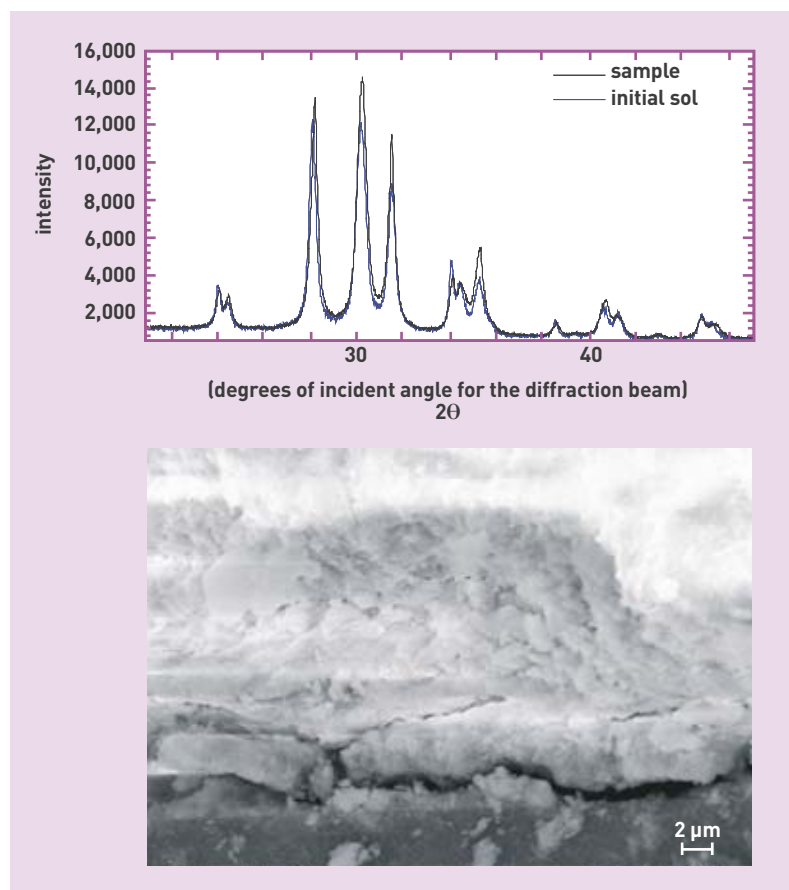 16,000
14,000
12,000
10,000
8,000
6,000
4,000
2,000
intensity
sample
initial sol
30 40
(degrees of incident angle for the diffraction beam)
2θ
2 µm